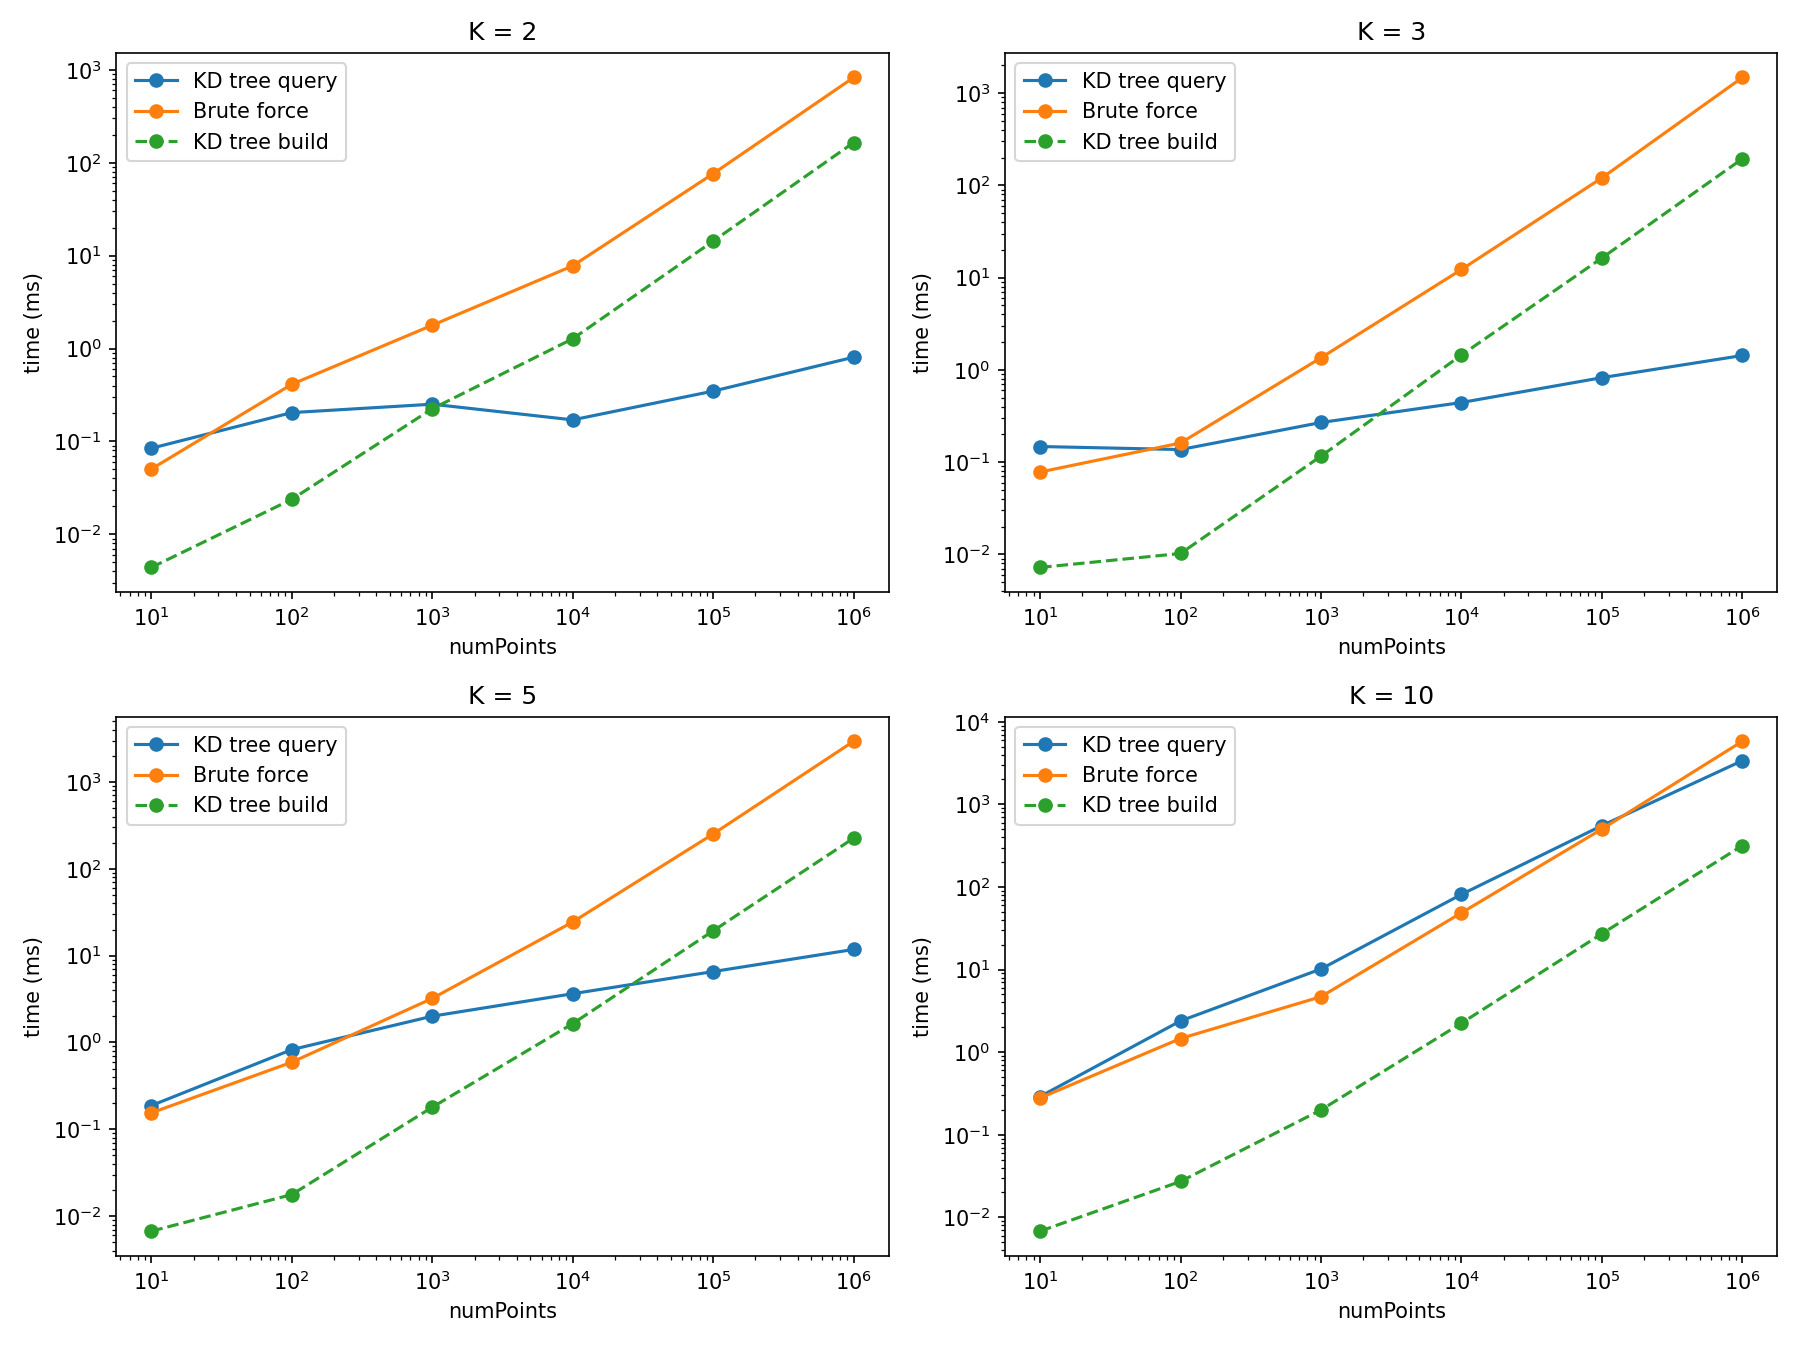 K = 2
KD tree query
Brute force
KD tree build
10³
10²
10¹
10⁰
10⁻¹
10⁻²
time (ms)
10¹ 10² 10³ 10⁴ 10⁵ 10⁶
numPoints
K = 3
KD tree query
Brute force
KD tree build
10³
10²
10¹
10⁰
10⁻¹
10⁻²
time (ms)
10¹ 10² 10³ 10⁴ 10⁵ 10⁶
numPoints
K = 5
KD tree query
Brute force
KD tree build
10³
10²
10¹
10⁰
10⁻¹
10⁻²
time (ms)
10¹ 10² 10³ 10⁴ 10⁵ 10⁶
numPoints
K = 10
KD tree query
Brute force
KD tree build
10⁴
10³
10²
10¹
10⁰
10⁻¹
10⁻²
time (ms)
10¹ 10² 10³ 10⁴ 10⁵ 10⁶
numPoints